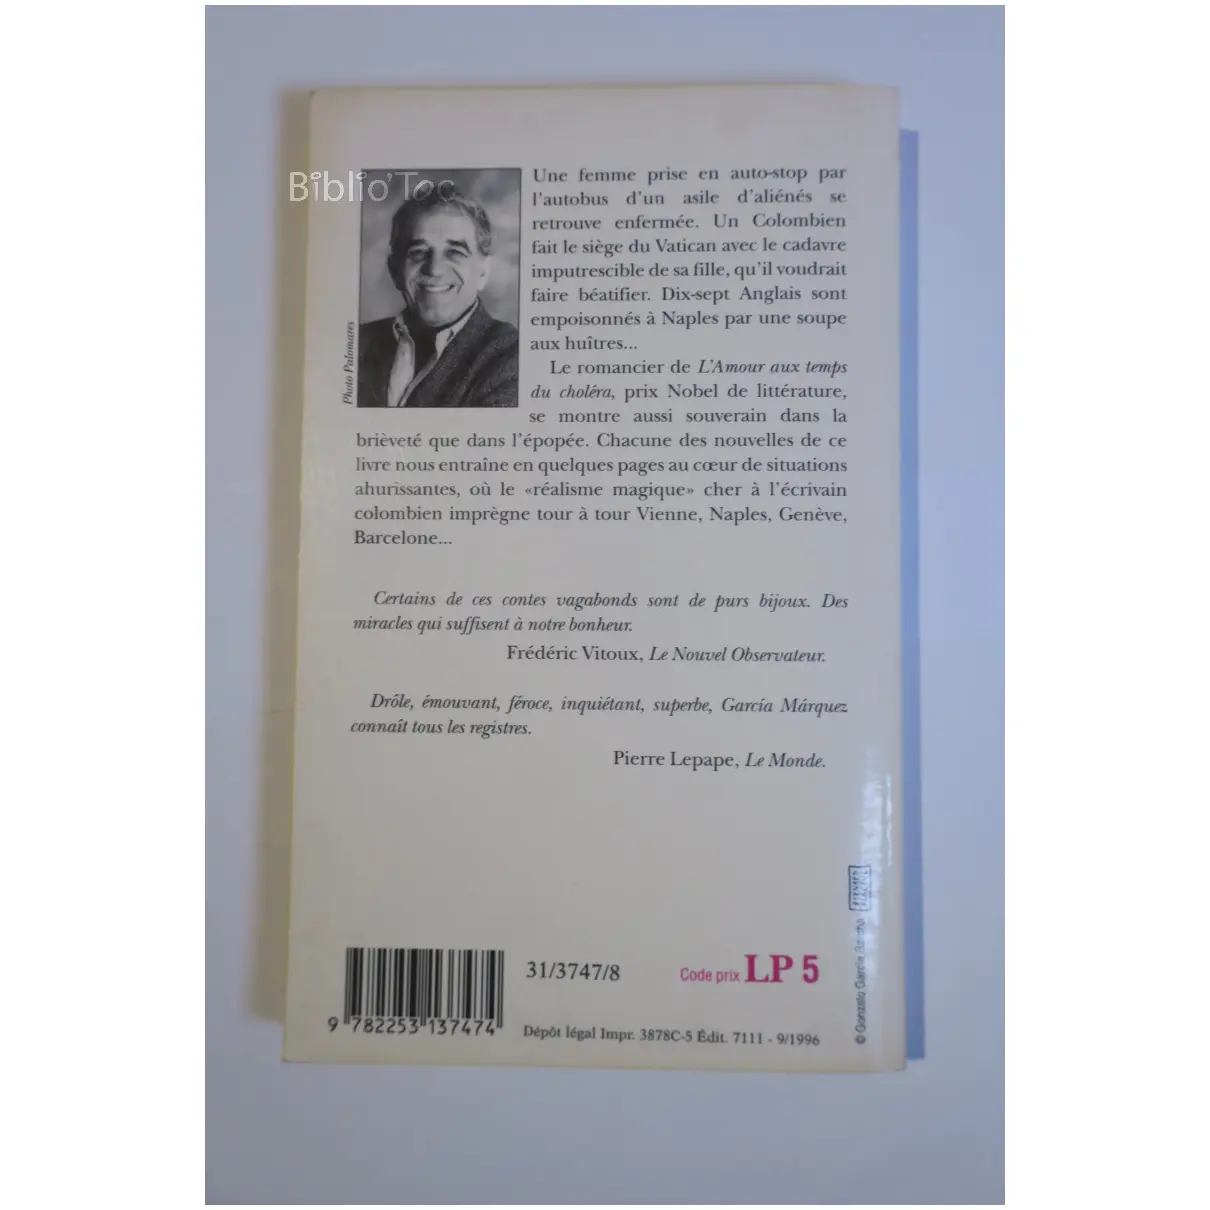 Biblio'Tec
Une femme prise en auto-stop par
l'autobus d'un asile d'aliénés se
retrouve enfermée. Un Colombien
fait le siège du Vatican avec le cadavre
imputrescible de sa fille, qu'il voudrait
faire béatifier. Dix-sept Anglais sont
empoisonnés à Naples par une soupe
aux huîtres...
Le romancier de L'Amour aux temps
du choléra, prix Nobel de littérature,
se montre aussi souverain dans la
brièveté que dans l'épopée. Chacune des nouvelles de ce
livre nous entraîne en quelques pages au cœur de situations
ahurissantes, où le «réalisme magique» cher à l'écrivain
colombien imprègne tour à tour Vienne, Naples, Genève,
Barcelone...
Photo Palomares
Certains de ces contes vagabonds sont de purs bijoux. Des
miracles qui suffisent à notre bonheur.
Frédéric Vitoux, Le Nouvel Observateur.
Drôle, émouvant, féroce, inquiétant, superbe, García Márquez
connaît tous les registres.
Pierre Lepape, Le Monde.
9 782253 137474
31/3747/8
Code prix LP 5
Dépôt légal Impr. 3878C-5 Édit. 7111 - 9/1996
© Gonzalo García